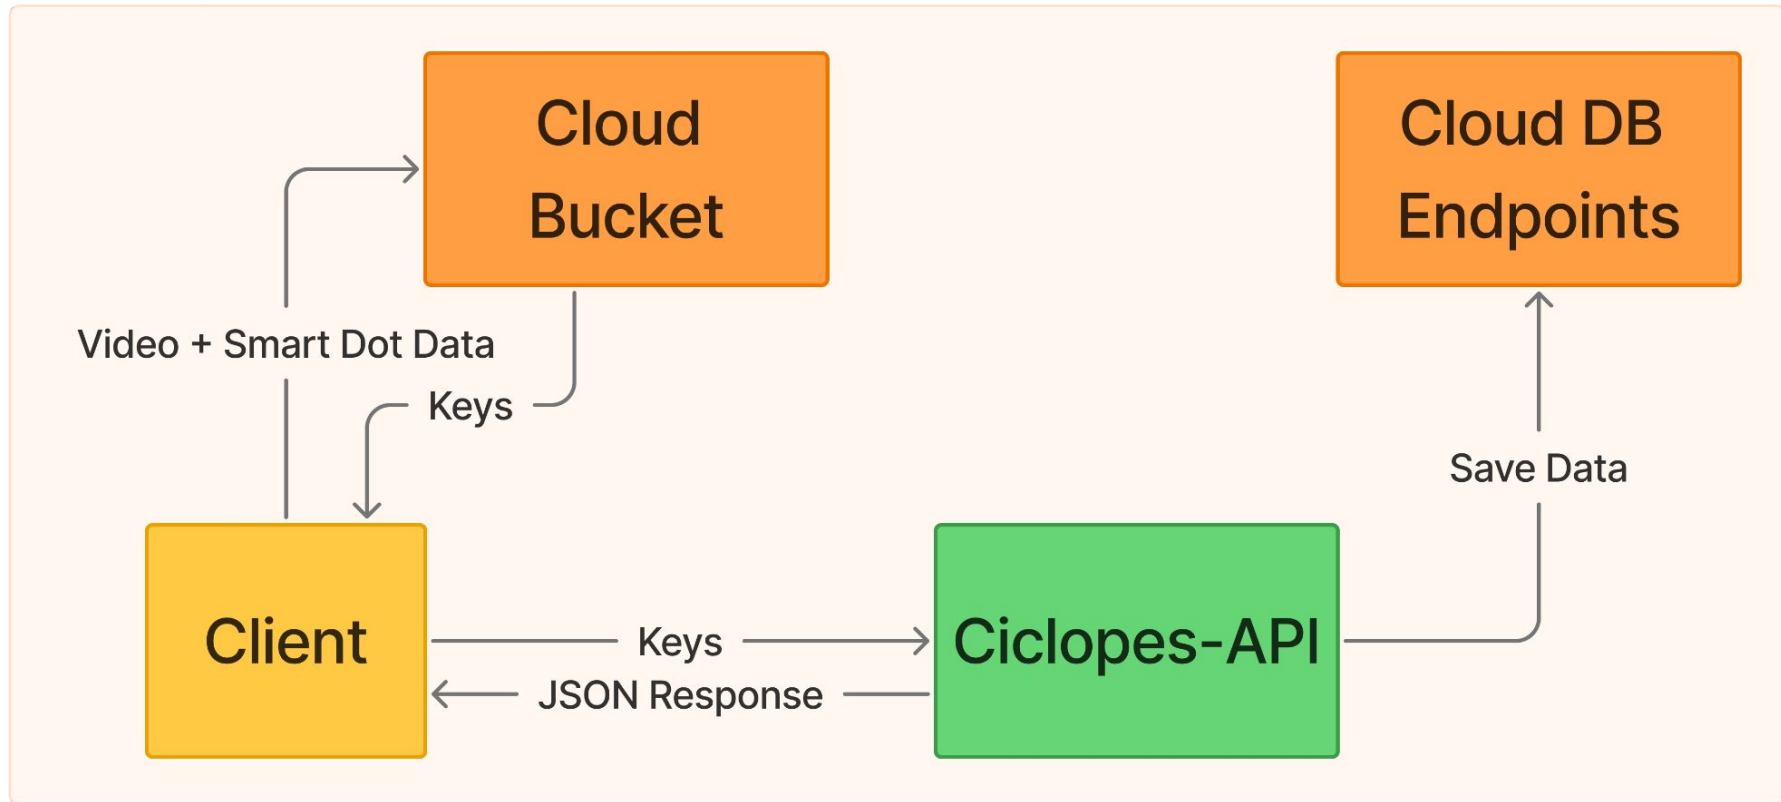 Cloud
Bucket
Cloud DB
Endpoints
Video + Smart Dot Data
Keys
Save Data
Client
Keys
JSON Response
Ciclopes-API